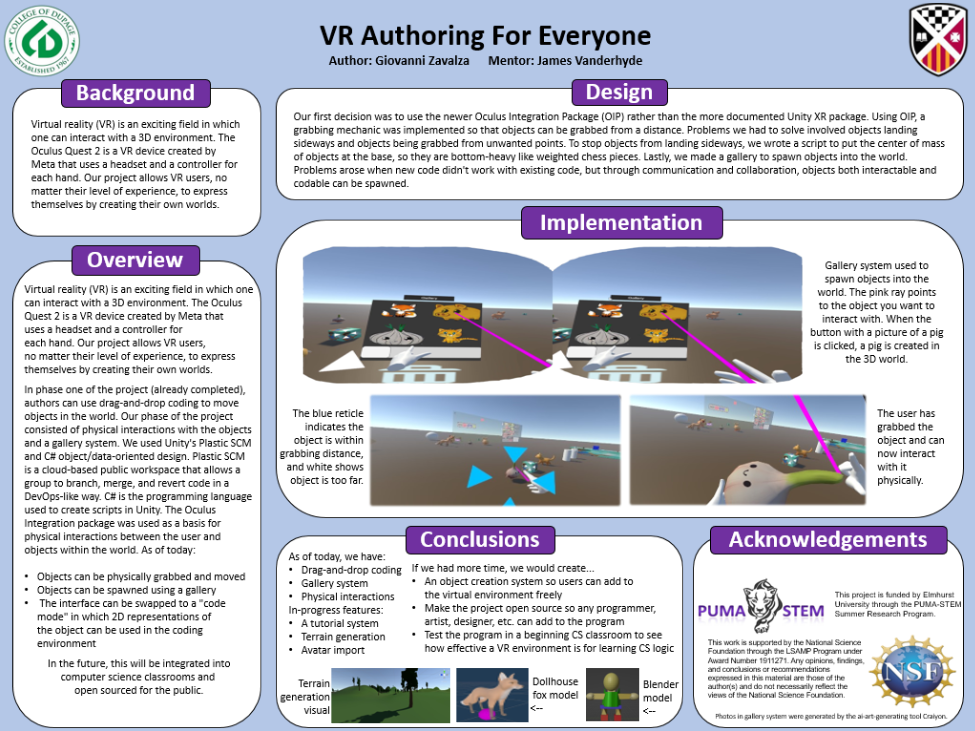 COLLEGE OF DUPAGE
ESTABLISHED 1967
VR Authoring For Everyone
Author: Giovanni Zavalza Mentor: James Vanderhyde
Background
Virtual reality (VR) is an exciting field in which
one can interact with a 3D environment. The
Oculus Quest 2 is a VR device created by
Meta that uses a headset and a controller for
each hand. Our project allows VR users, no
matter their level of experience, to express
themselves by creating their own worlds.
Overview
Virtual reality (VR) is an exciting field in which one
can interact with a 3D environment. The Oculus
Quest 2 is a VR device created by Meta that
uses a headset and a controller for
each hand. Our project allows VR users,
no matter their level of experience, to express
themselves by creating their own worlds.
In phase one of the project (already completed),
authors can use drag-and-drop coding to move
objects in the world. Our phase of the project
consisted of physical interactions with the objects
and a gallery system. We used Unity's Plastic SCM
and C# object/data-oriented design. Plastic SCM
is a cloud-based public workspace that allows a
group to branch, merge, and revert code in a
DevOps-like way. C# is the programming language
used to create scripts in Unity. The Oculus
Integration package was used as a basis for
physical interactions between the user and
objects within the world. As of today:
• Objects can be physically grabbed and moved
• Objects can be spawned using a gallery
• The interface can be swapped to a "code
mode" in which 2D representations of
the object can be used in the coding
environment
In the future, this will be integrated into
computer science classrooms and
open sourced for the public.
Design
Our first decision was to use the newer Oculus Integration Package (OIP) rather than the more documented Unity XR package. Using OIP, a
grabbing mechanic was implemented so that objects can be grabbed from a distance. Problems we had to solve involved objects landing
sideways and objects being grabbed from unwanted points. To stop objects from landing sideways, we wrote a script to put the center of mass
of objects at the base, so they are bottom-heavy like weighted chess pieces. Lastly, we made a gallery to spawn objects into the world.
Problems arose when new code didn't work with existing code, but through communication and collaboration, objects both interactable and
codable can be spawned.
Implementation
Gallery system used to
spawn objects into the
world. The pink ray points
to the object you want to
interact with. When the
button with a picture of a pig
is clicked, a pig is created in
the 3D world.
The blue reticle
indicates the
object is within
grabbing distance,
and white shows
object is too far.
The user has
grabbed the
object and can
now interact
with it
physically.
Conclusions
As of today, we have:
• Drag-and-drop coding
• Gallery system
• Physical interactions
In-progress features:
• A tutorial system
• Terrain generation
• Avatar import
If we had more time, we would create...
• An object creation system so users can add to
the virtual environment freely
• Make the project open source so any programmer,
artist, designer, etc. can add to the program
• Test the program in a beginning CS classroom to see
how effective a VR environment is for learning CS logic
Terrain
generation
visual
Dollhouse
fox model
<--
Blender
model
<--
Acknowledgements
PUMA STEM
This project is funded by Elmhurst
University through the PUMA-STEM
Summer Research Program.
This work is supported by the National Science
Foundation through the LSAMP Program under
Award Number 1911271. Any opinions, findings,
and conclusions or recommendations
expressed in this material are those of the
author(s) and do not necessarily reflect the
views of the National Science Foundation.
NSF
Photos in gallery system were generated by the ai-art-generating tool Craiyon.